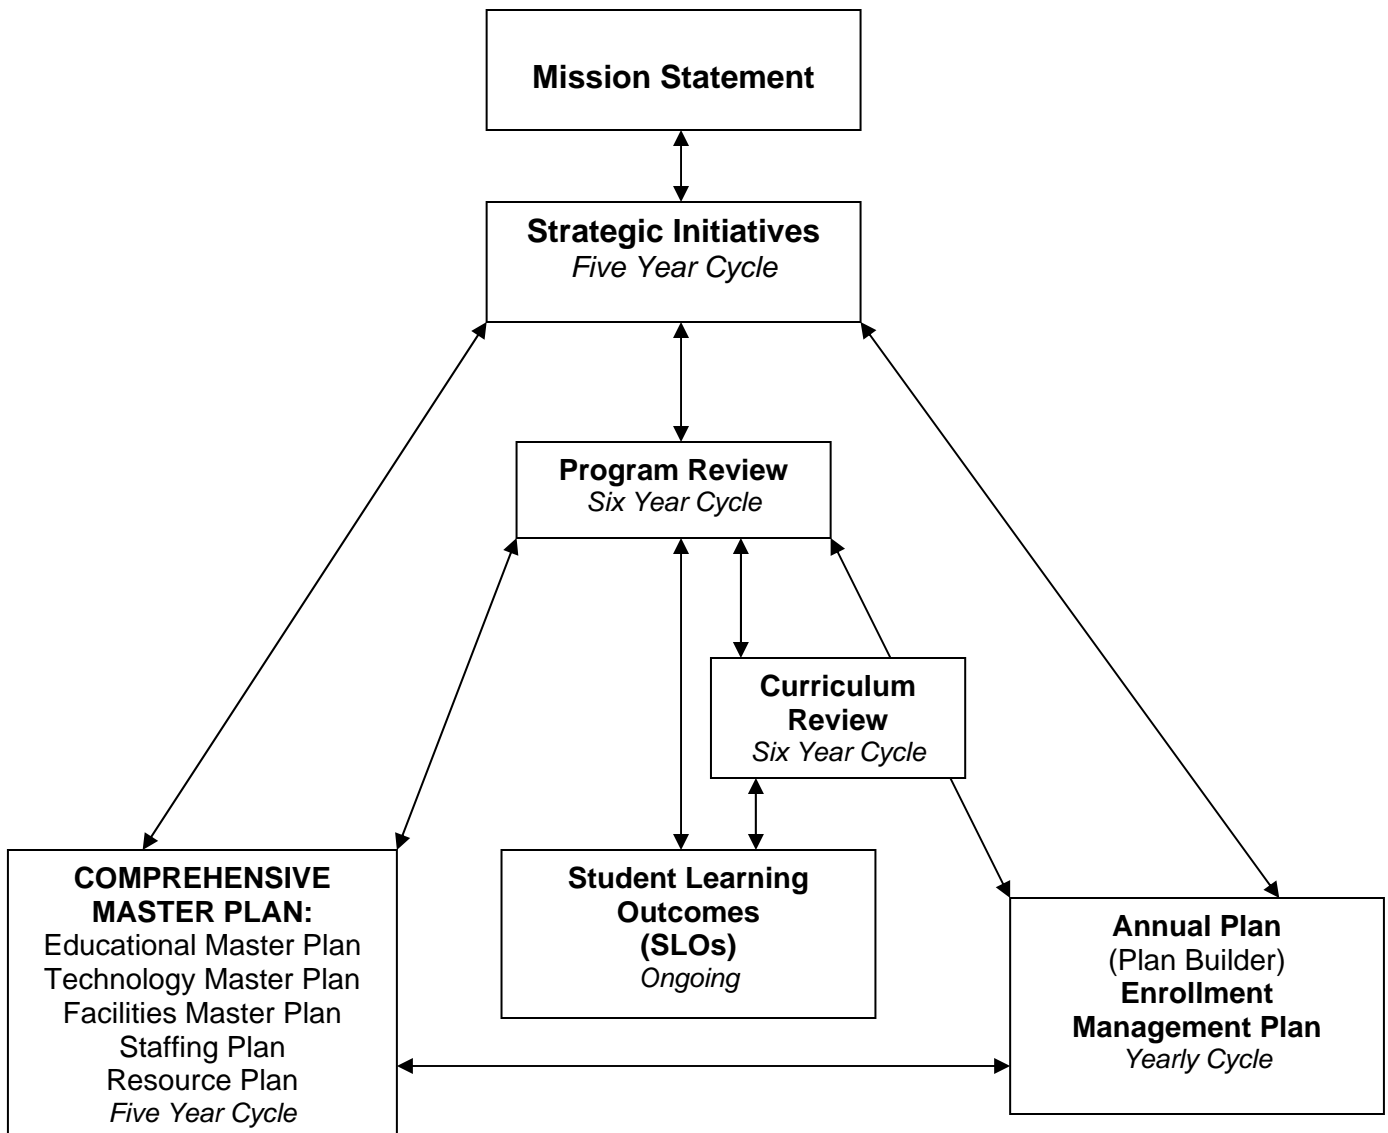 Mission Statement
Strategic Initiatives
Five Year Cycle
Program Review
Six Year Cycle
Curriculum
Review
Six Year Cycle
COMPREHENSIVE
MASTER PLAN:
Educational Master Plan
Technology Master Plan
Facilities Master Plan
Staffing Plan
Resource Plan
Five Year Cycle
Student Learning
Outcomes
(SLOs)
Ongoing
Annual Plan
(Plan Builder)
Enrollment
Management Plan
Yearly Cycle